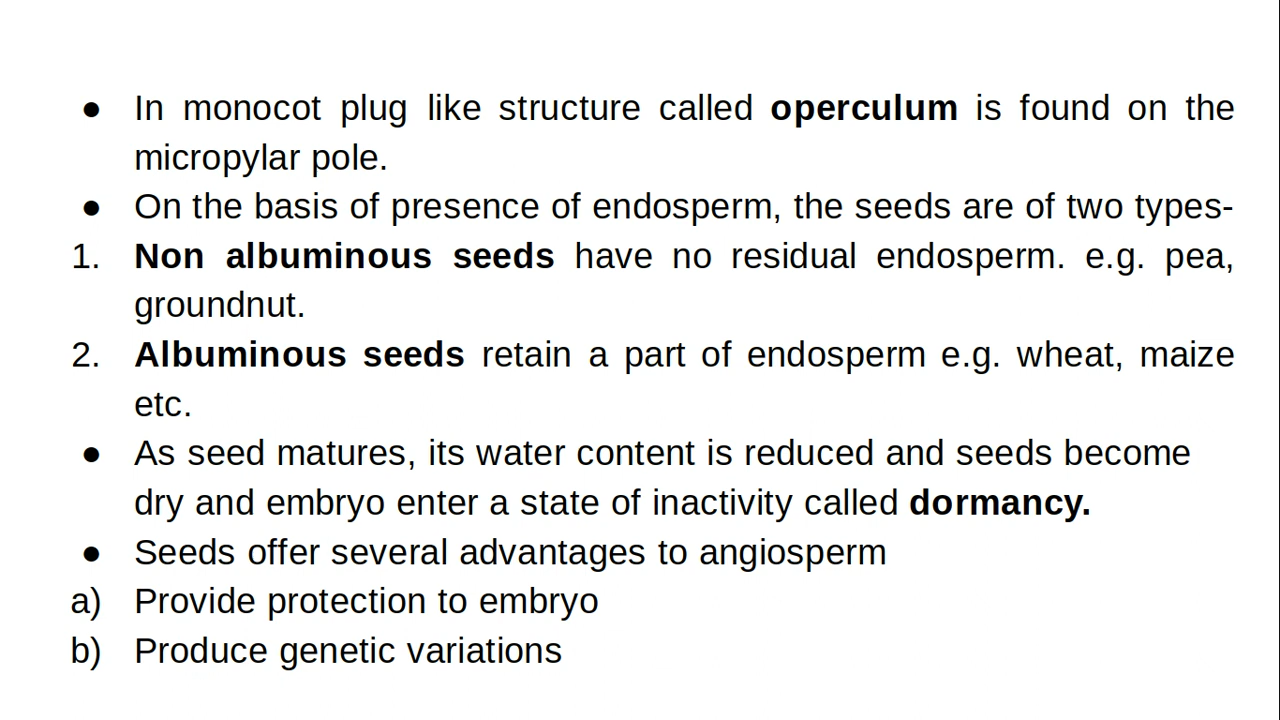 ● In monocot plug like structure called operculum is found on the
micropylar pole.
● On the basis of presence of endosperm, the seeds are of two types-
1. Non albuminous seeds have no residual endosperm. e.g. pea,
groundnut.
2. Albuminous seeds retain a part of endosperm e.g. wheat, maize
etc.
● As seed matures, its water content is reduced and seeds become
dry and embryo enter a state of inactivity called dormancy.
● Seeds offer several advantages to angiosperm
a) Provide protection to embryo
b) Produce genetic variations